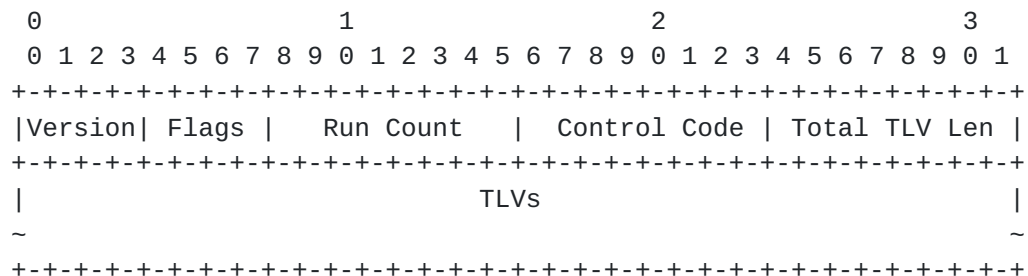 0                   1                   2                   3
 0 1 2 3 4 5 6 7 8 9 0 1 2 3 4 5 6 7 8 9 0 1 2 3 4 5 6 7 8 9 0 1
+-+-+-+-+-+-+-+-+-+-+-+-+-+-+-+-+-+-+-+-+-+-+-+-+-+-+-+-+-+-+-+-+
|Version| Flags |   Run Count   |  Control Code | Total TLV Len |
+-+-+-+-+-+-+-+-+-+-+-+-+-+-+-+-+-+-+-+-+-+-+-+-+-+-+-+-+-+-+-+-+
|                             TLVs                              |
~                                                               ~
+-+-+-+-+-+-+-+-+-+-+-+-+-+-+-+-+-+-+-+-+-+-+-+-+-+-+-+-+-+-+-+-+